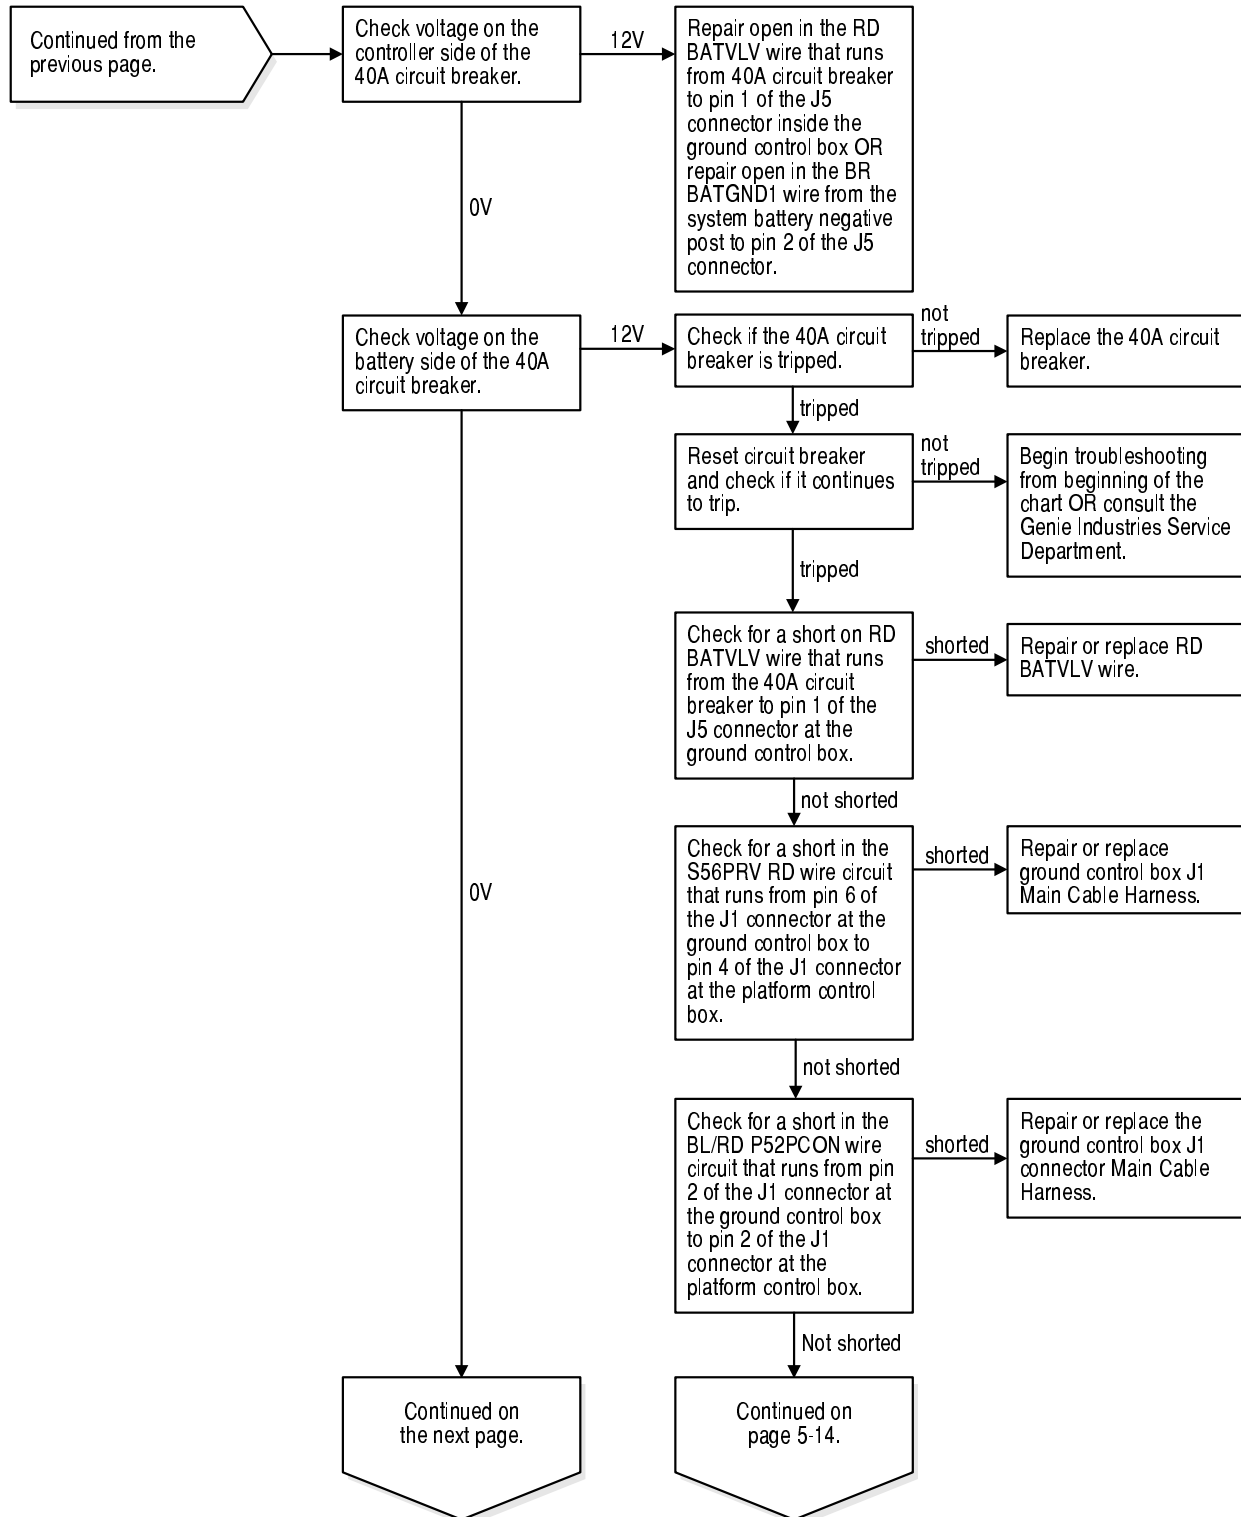 Continued from the
previous page.
Check voltage on the
controller side of the
40A circuit breaker.
12V
Repair open in the RD
BATVLV wire that runs
from 40A circuit breaker
to pin 1 of the J5
connector inside the
ground control box OR
repair open in the BR
BATGND1 wire from the
system battery negative
post to pin 2 of the J5
connector.
0V
Check voltage on the
battery side of the 40A
circuit breaker.
12V
Check if the 40A circuit
breaker is tripped.
not
tripped
Replace the 40A circuit
breaker.
tripped
Reset circuit breaker
and check if it continues
to trip.
not
tripped
Begin troubleshooting
from beginning of the
chart OR consult the
Genie Industries Service
Department.
tripped
Check for a short on RD
BATVLV wire that runs
from the 40A circuit
breaker to pin 1 of the
J5 connector at the
ground control box.
shorted
Repair or replace RD
BATVLV wire.
not shorted
Check for a short in the
S56PRV RD wire circuit
that runs from pin 6 of
the J1 connector at the
ground control box to
pin 4 of the J1 connector
at the platform control
box.
shorted
Repair or replace
ground control box J1
Main Cable Harness.
0V
not shorted
Check for a short in the
BL/RD P52PCON wire
circuit that runs from pin
2 of the J1 connector at
the ground control box
to pin 2 of the J1
connector at the
platform control box.
shorted
Repair or replace the
ground control box J1
connector Main Cable
Harness.
Not shorted
Continued on
the next page.
Continued on
page 5-14.